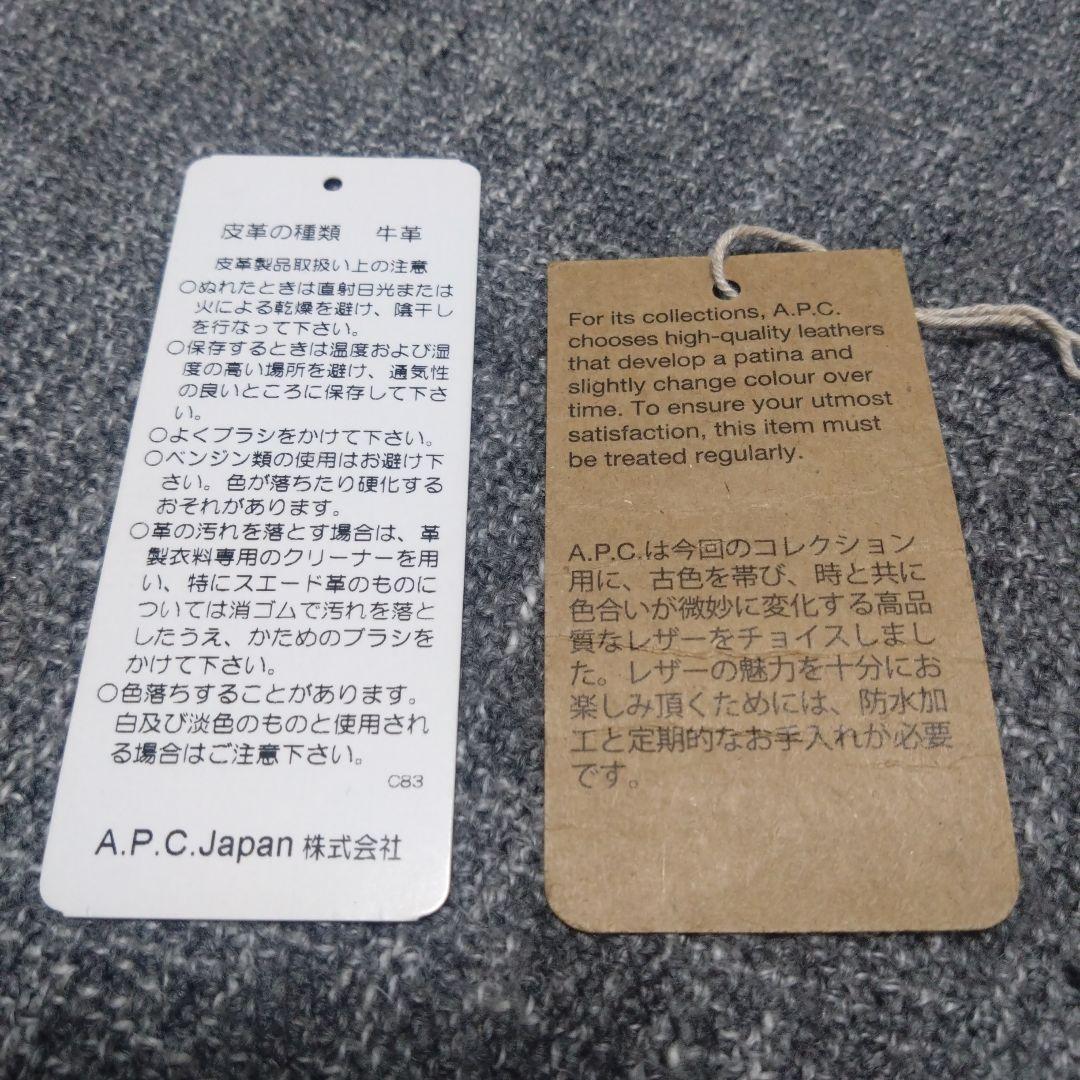 皮革の種類　牛革
皮革製品取扱い上の注意
○ぬれたときは直射日光または
火による乾燥を避け、陰干し
を行なって下さい。
○保存するときは温度および湿
度の高い場所を避け、通気性
の良いところに保存して下さ
い。
○よくブラシをかけて下さい。
○ベンジン類の使用はお避け下
さい。色が落ちたり硬化する
おそれがあります。
○革の汚れを落とす場合は、革
製衣料専用のクリーナーを用
い、特にスエード革のものに
ついては消ゴムで汚れを落と
したうえ、かためのブラシを
かけて下さい。
○色落ちすることがあります。
白及び淡色のものと使用され
る場合はご注意下さい。
C83
A.P.C.Japan 株式会社
For its collections, A.P.C.
chooses high-quality leathers
that develop a patina and
slightly change colour over
time. To ensure your utmost
satisfaction, this item must
be treated regularly.
A.P.C.は今回のコレクション
用に、古色を帯び、時と共に
色合いが微妙に変化する高品
質なレザーをチョイスしまし
た。レザーの魅力を十分にお
楽しみ頂くためには、防水加
工と定期的なお手入れが必要
です。